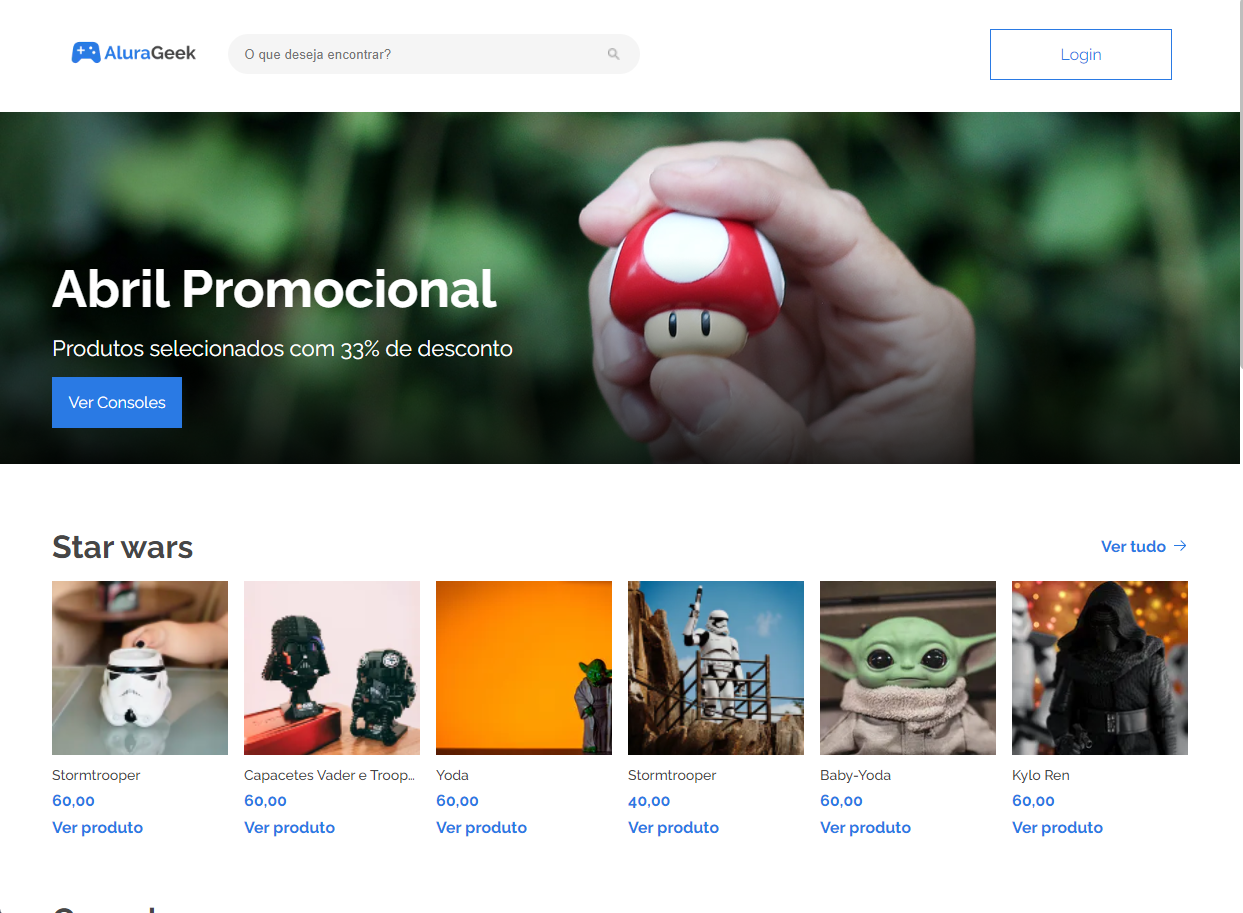 AluraGeek
O que deseja encontrar?
Login
Abril Promocional
Produtos selecionados com 33% de desconto
Ver Consoles
Star wars
Ver tudo →
Stormtrooper
60,00
Ver produto
Capacetes Vader e Troop...
60,00
Ver produto
Yoda
60,00
Ver produto
Stormtrooper
40,00
Ver produto
Baby-Yoda
60,00
Ver produto
Kylo Ren
60,00
Ver produto